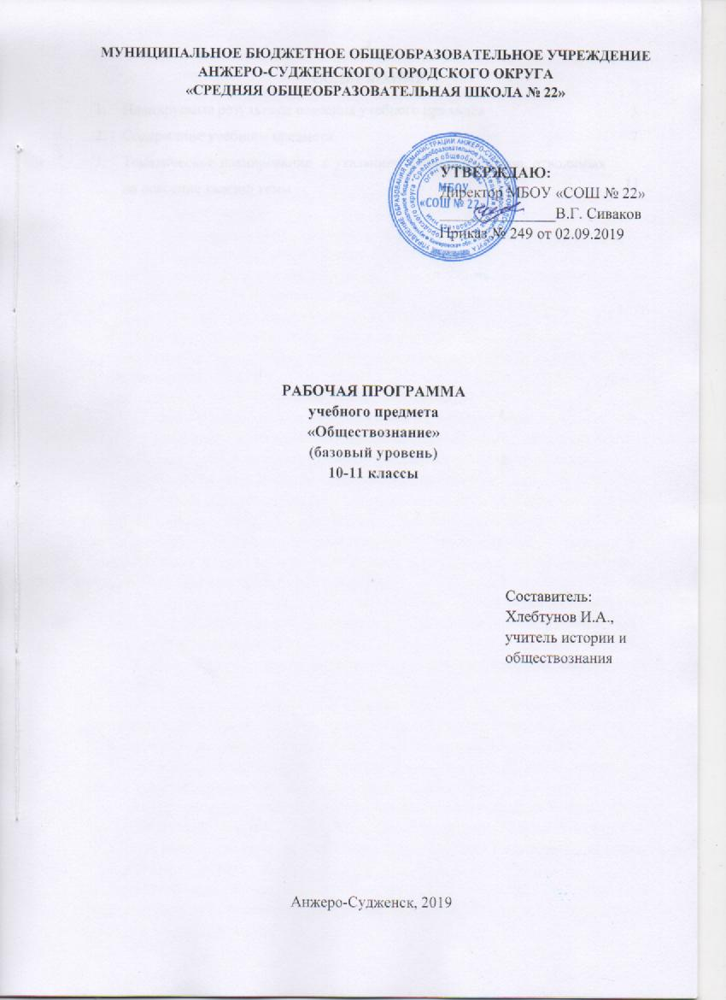 МУНИЦИПАЛЬНОЕ БЮДЖЕТНОЕ ОБЩЕОБРАЗОВАТЕЛЬНОЕ УЧРЕЖДЕНИЕ
АНЖЕРО-СУДЖЕНСКОГО ГОРОДСКОГО ОКРУГА
«СРЕДНЯЯ ОБЩЕОБРАЗОВАТЕЛЬНАЯ ШКОЛА № 22»
УТВЕРЖДАЮ:
Директор МБОУ «СОШ № 22»
В.Г. Сиваков
Приказ № 249 от 02.09.2019
МБОУ
«СОШ № 22»
РАБОЧАЯ ПРОГРАММА
учебного предмета
«Обществознание»
(базовый уровень)
10-11 классы
Составитель:
Хлебтунов И.А.,
учитель истории и
обществознания
Анжеро-Судженск, 2019